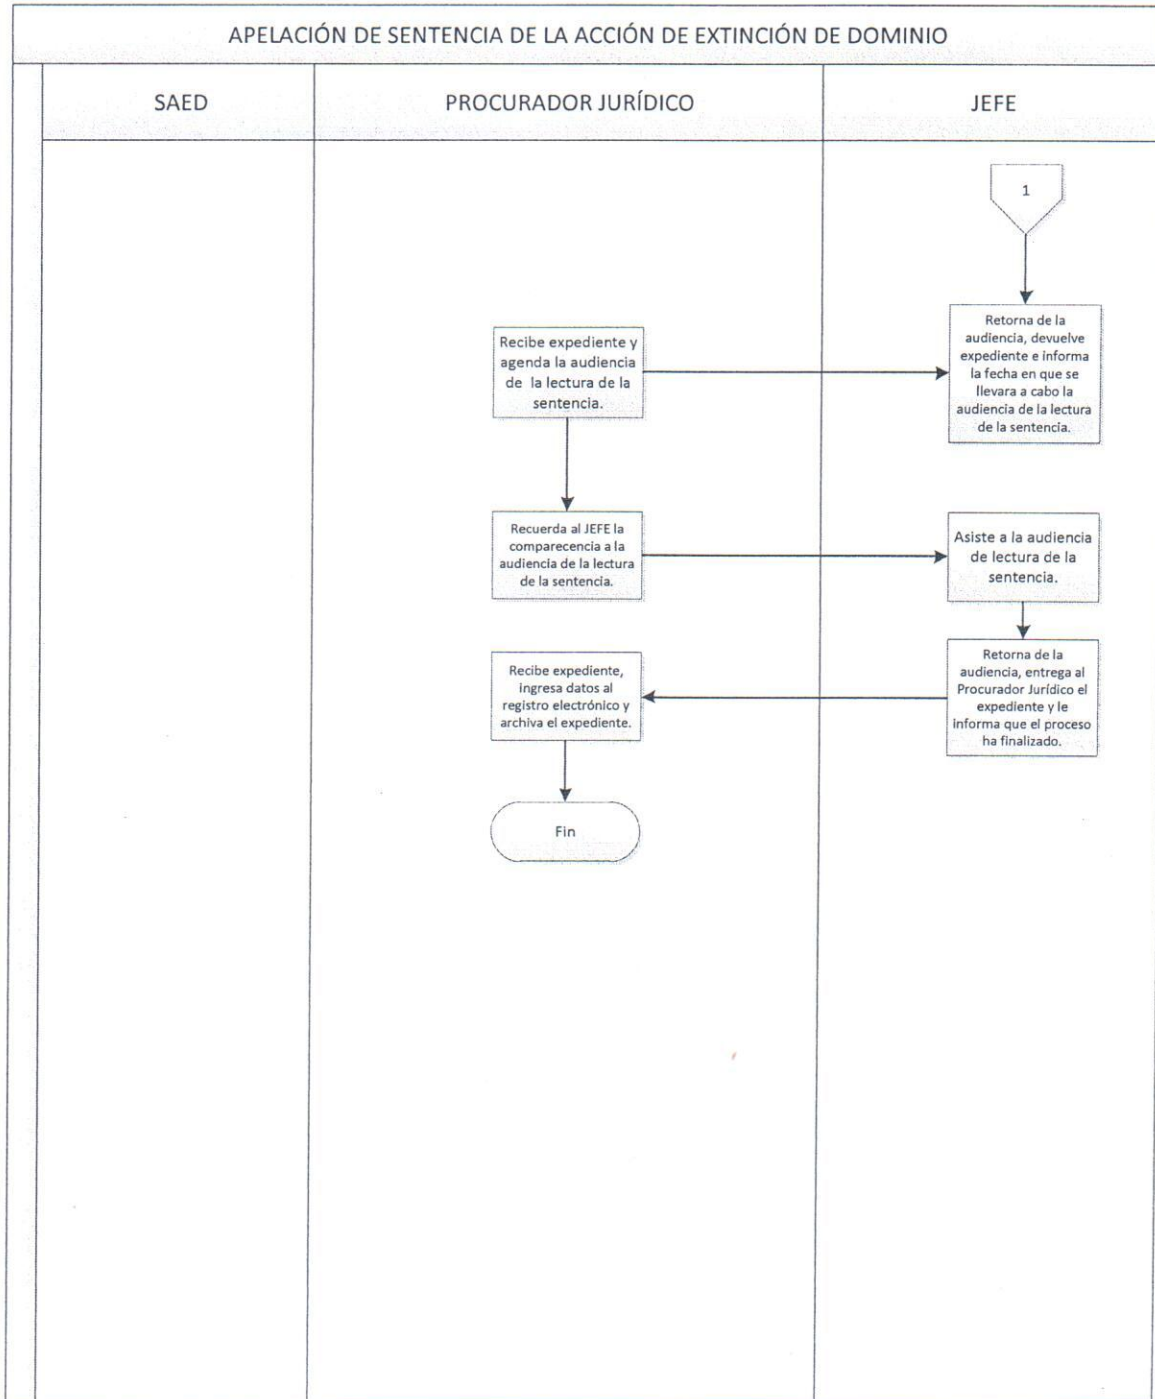 APELACIÓN DE SENTENCIA DE LA ACCIÓN DE EXTINCIÓN DE DOMINIO
SAED
PROCURADOR JURÍDICO
JEFE
1
Retorna de la
audiencia, devuelve
expediente e informa
la fecha en que se
llevara a cabo la
audiencia de la lectura
de la sentencia.
Recibe expediente y
agenda la audiencia
de la lectura de la
sentencia.
Recuerda al JEFE la
comparecencia a la
audiencia de la lectura
de la sentencia.
Asiste a la audiencia
de lectura de la
sentencia.
Retorna de la
audiencia, entrega al
Procurador Jurídico el
expediente y le
informa que el proceso
ha finalizado.
Recibe expediente,
ingresa datos al
registro electrónico y
archiva el expediente.
Fin